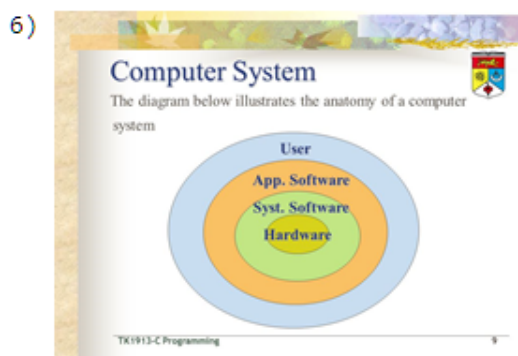 6)
Computer System
The diagram below illustrates the anatomy of a computer
system
User
App. Software
Syst. Software
Hardware
TK1913-C Programming
9